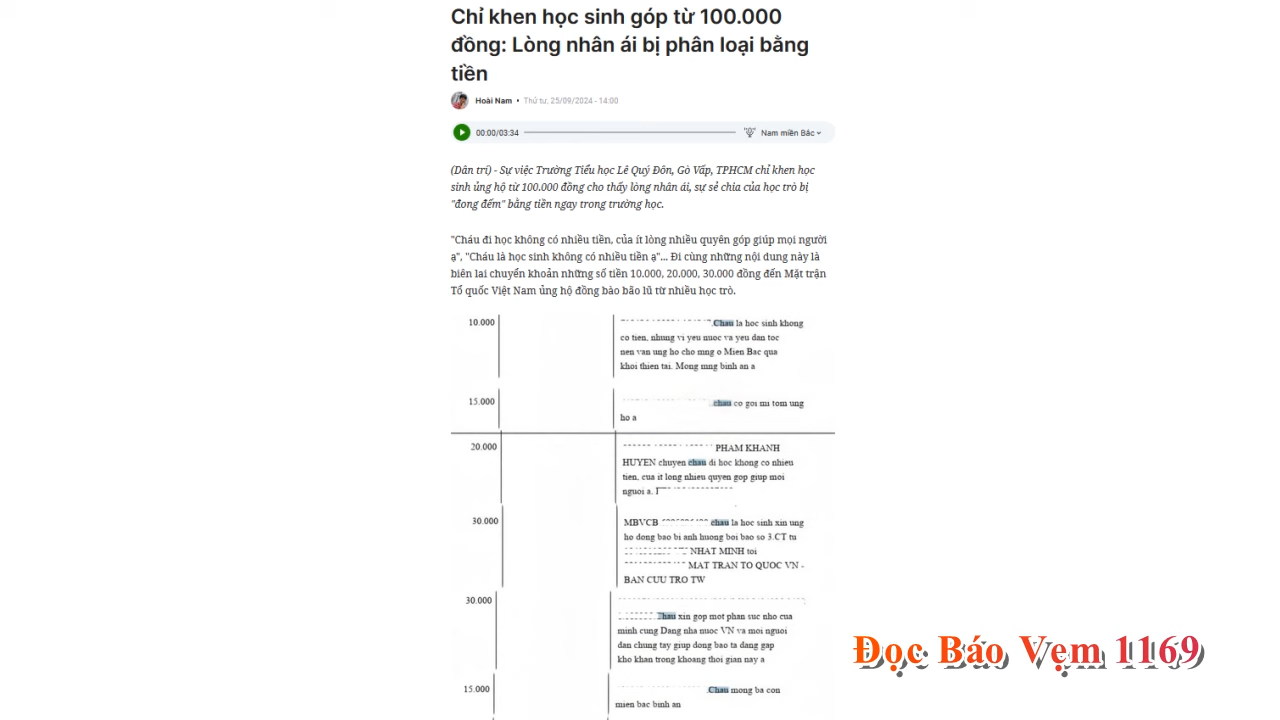 Chỉ khen học sinh góp từ 100.000
đồng: Lòng nhân ái bị phân loại bằng
tiền
Hoài Nam • Thứ tư, 25/09/2024 - 14:00
00:00/03:34 Nam miền Bắc
(Dân trí) - Sự việc Trường Tiểu học Lê Quý Đôn, Gò Vấp, TPHCM chỉ khen học
sinh ủng hộ từ 100.000 đồng cho thấy lòng nhân ái, sự sẻ chia của học trò bị
"đong đếm" bằng tiền ngay trong trường học.
"Cháu đi học không có nhiều tiền, của ít lòng nhiều quyên góp giúp mọi người
ạ", "Cháu là học sinh không có nhiều tiền ạ"... Đi cùng những nội dung này là
biên lai chuyển khoản những số tiền 10.000, 20.000, 30.000 đồng đến Mặt trận
Tổ quốc Việt Nam ủng hộ đồng bào bão lũ từ nhiều học trò.
10.000 .Chau la hoc sinh khong
co tien, nhung vi yeu nuoc va yeu dan toc
nen van ung ho cho mng o Mien Bac qua
khoi thien tai. Mong mng binh an a
15.000 .chau co goi mi tom ung
ho a
20.000 PHAM KHANH
HUYEN chuyen chau di hoc khong co nhieu
tien, cua it long nhieu quyen gop giup moi
nguoi a.
30.000 MBVCB chau la hoc sinh xin ung
ho dong bao bi anh huong boi bao so 3.CT tu
NHAT MINH toi
MAT TRAN TO QUOC VN -
BAN CUU TRO TW
30.000
Thau xin gop mot phan suc nho cua
minh cung Dang nha nuoc VN va moi nguoi
dan chung tay giup dong bao ta dang gap
kho khan trong khoang thoi gian nay a
15.000 .Chau mong ba con
mien bac binh an
Đọc Báo Vẹm 1169